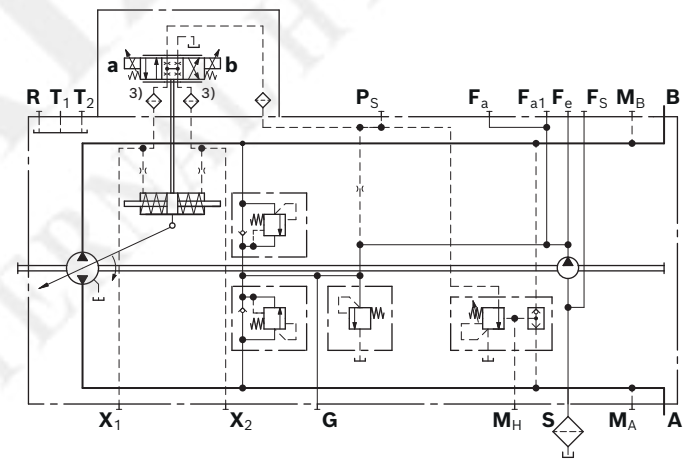 a b
3) 3)
R T1 T2 PS Fa Fa1 Fe FS MB B
X1 X2 G MH S MA A